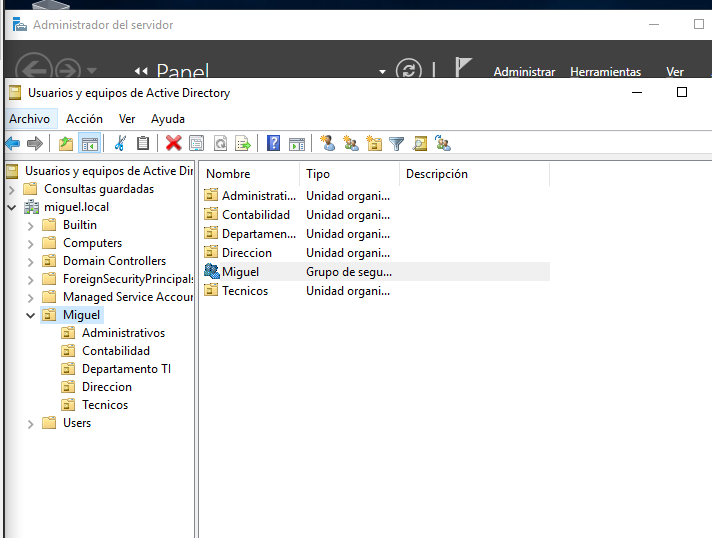 Administrador del servidor
Panel
Administrar Herramientas Ver
Usuarios y equipos de Active Directory
Archivo Acción Ver Ayuda
Usuarios y equipos de Active Dir
Consultas guardadas
miguel.local
Builtin
Computers
Domain Controllers
ForeignSecurityPrincipals
Managed Service Accour
Miguel
Administrativos
Contabilidad
Departamento TI
Direccion
Tecnicos
Users
Nombre Tipo Descripción
Administrati... Unidad organi...
Contabilidad Unidad organi...
Departamen... Unidad organi...
Direccion Unidad organi...
Miguel Grupo de segu...
Tecnicos Unidad organi...